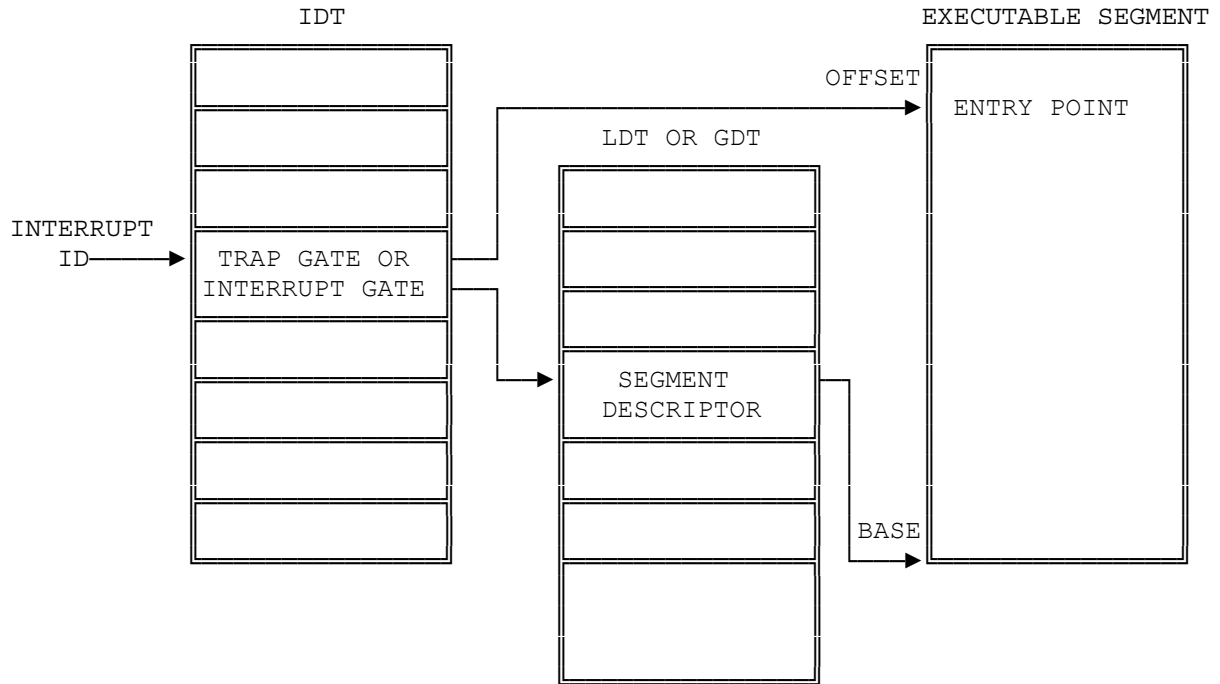 IDT
EXECUTABLE SEGMENT
OFFSET
ENTRY POINT
LDT OR GDT
INTERRUPT
ID
TRAP GATE OR
INTERRUPT GATE
SEGMENT
DESCRIPTOR
BASE